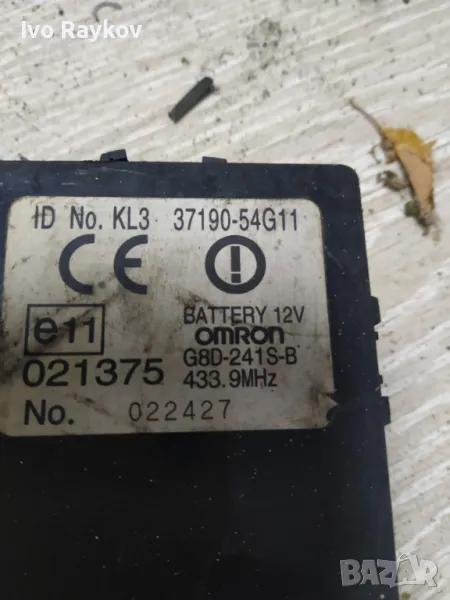 Ivo Raykov
ID No. KL3 37190-54G11
CE
BATTERY 12V
e11
OMRON
G8D-241S-B
021375
433.9MHz
No. 022427
bazar